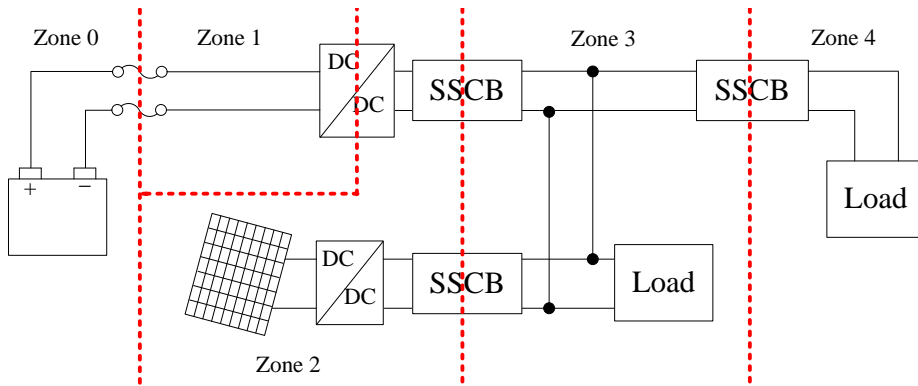 Zone 0
Zone 1
Zone 3
Zone 4
DC
DC
SSCB
SSCB
+
−
Load
DC
DC
SSCB
Load
Zone 2